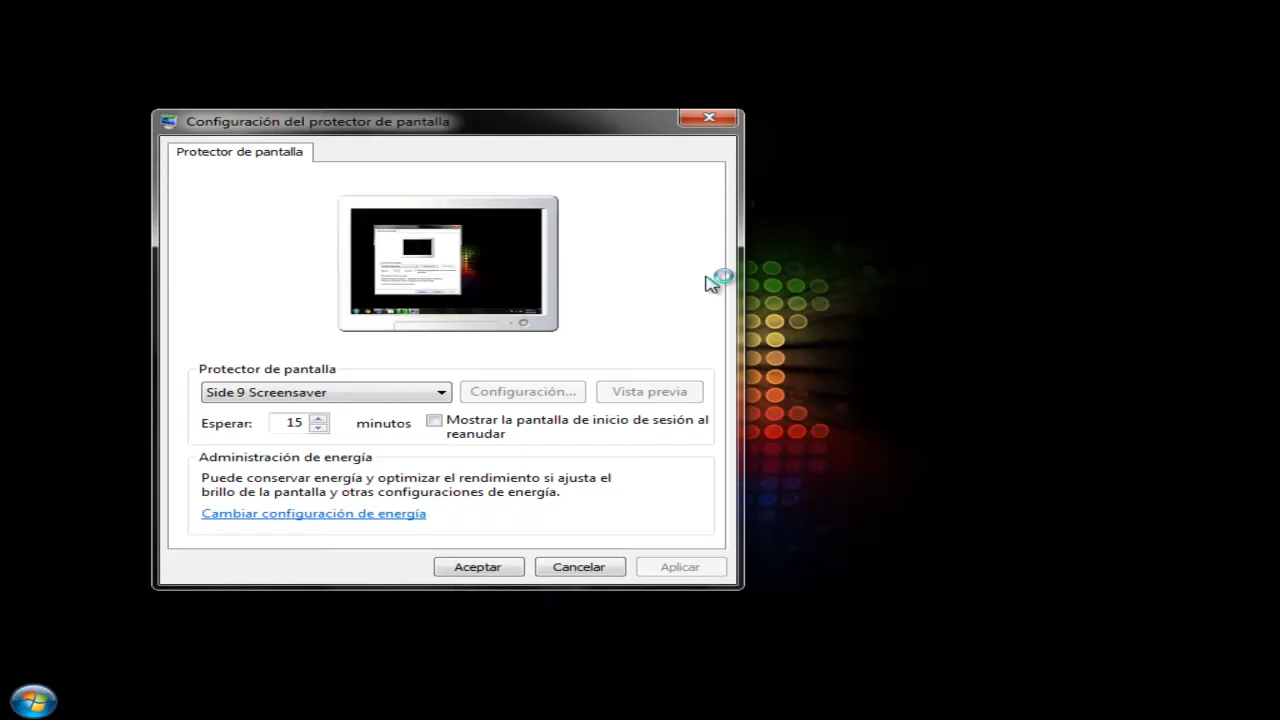 Configuración del protector de pantalla
Protector de pantalla
Protector de pantalla
Side 9 Screensaver
Configuración...
Vista previa
Esperar:
15
minutos
Mostrar la pantalla de inicio de sesión al
reanudar
Administración de energía
Puede conservar energía y optimizar el rendimiento si ajusta el
brillo de la pantalla y otras configuraciones de energía.
Cambiar configuración de energía
Aceptar
Cancelar
Aplicar